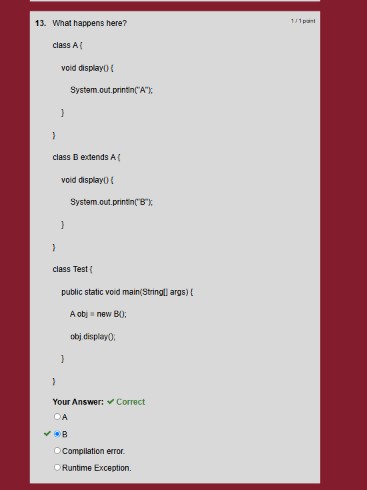 13. What happens here?
1 / 1 point
class A {
void display() {
System.out.println("A");
}
}
class B extends A {
void display() {
System.out.println("B");
}
}
class Test {
public static void main(String[] args) {
A obj = new B();
obj.display();
}
}
Your Answer: ✔ Correct
A
B
Compilation error.
Runtime Exception.